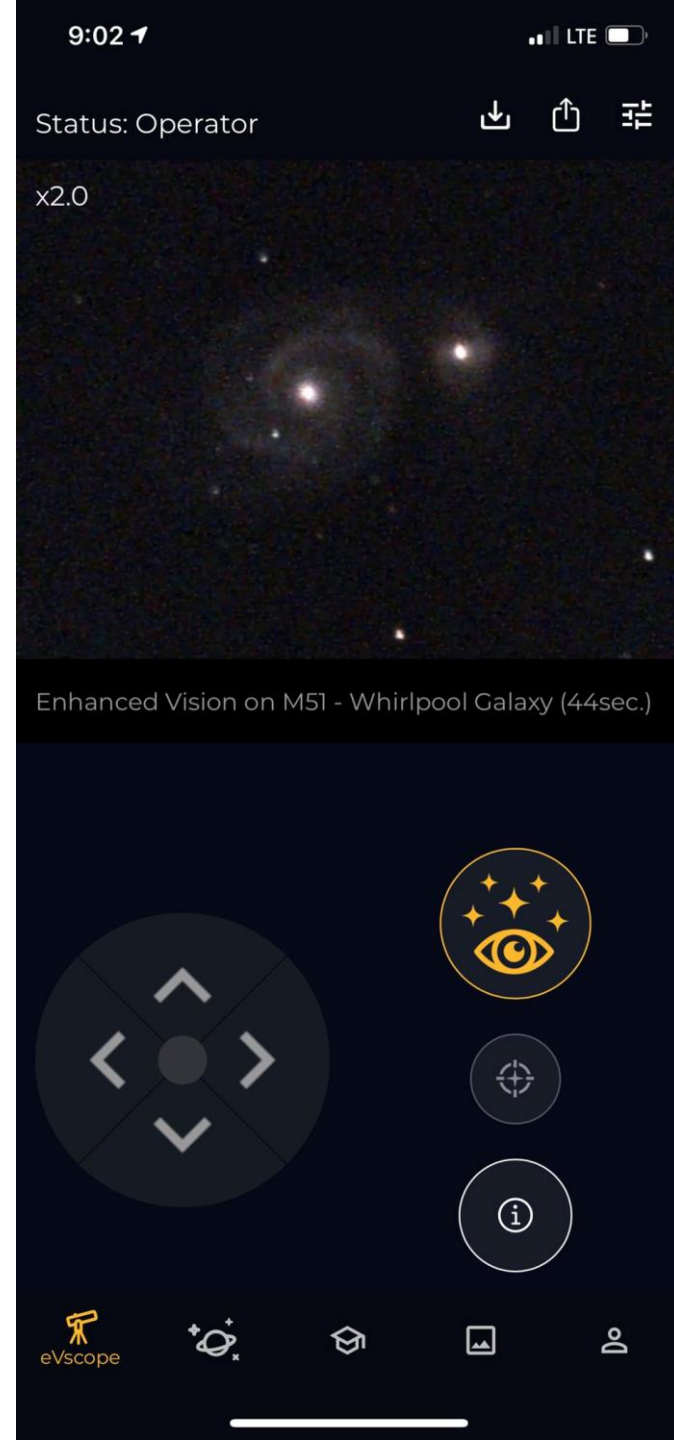 9:02
LTE
Status: Operator
x2.0
Enhanced Vision on M51 - Whirlpool Galaxy (44sec.)
eVscope